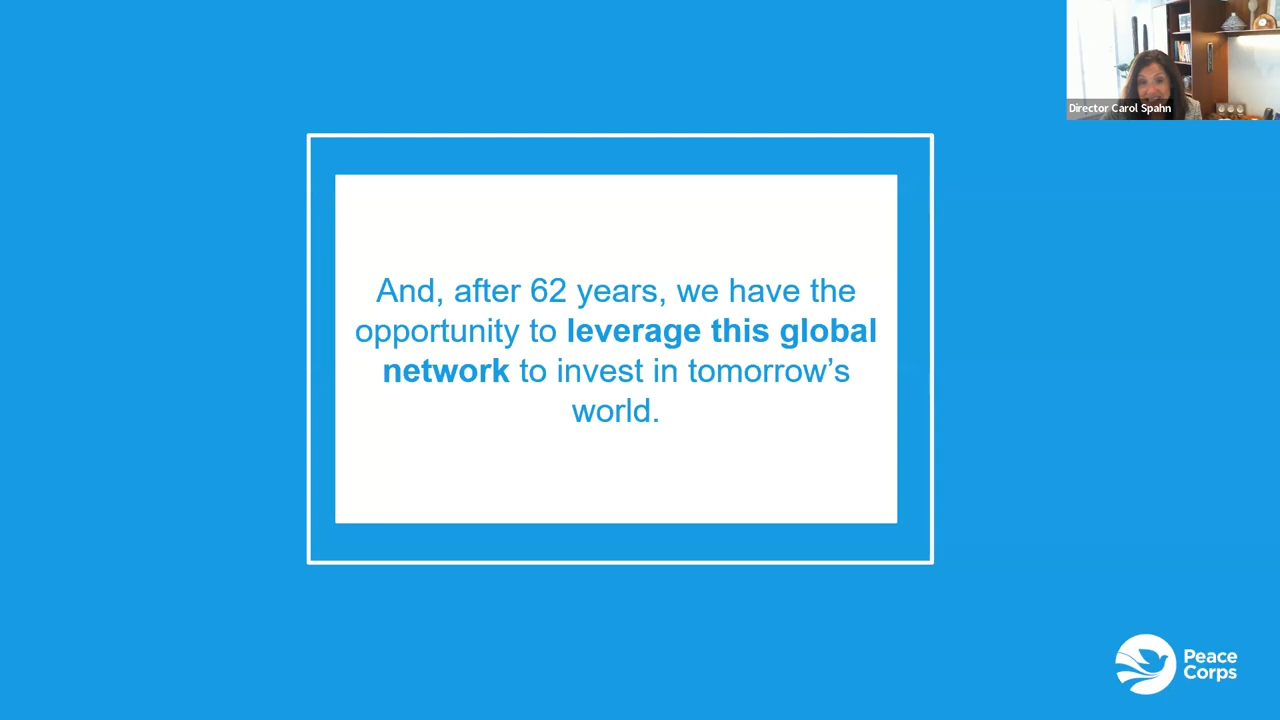 Director Carol Spahn
And, after 62 years, we have the
opportunity to leverage this global
network to invest in tomorrow’s
world.
Peace
Corps